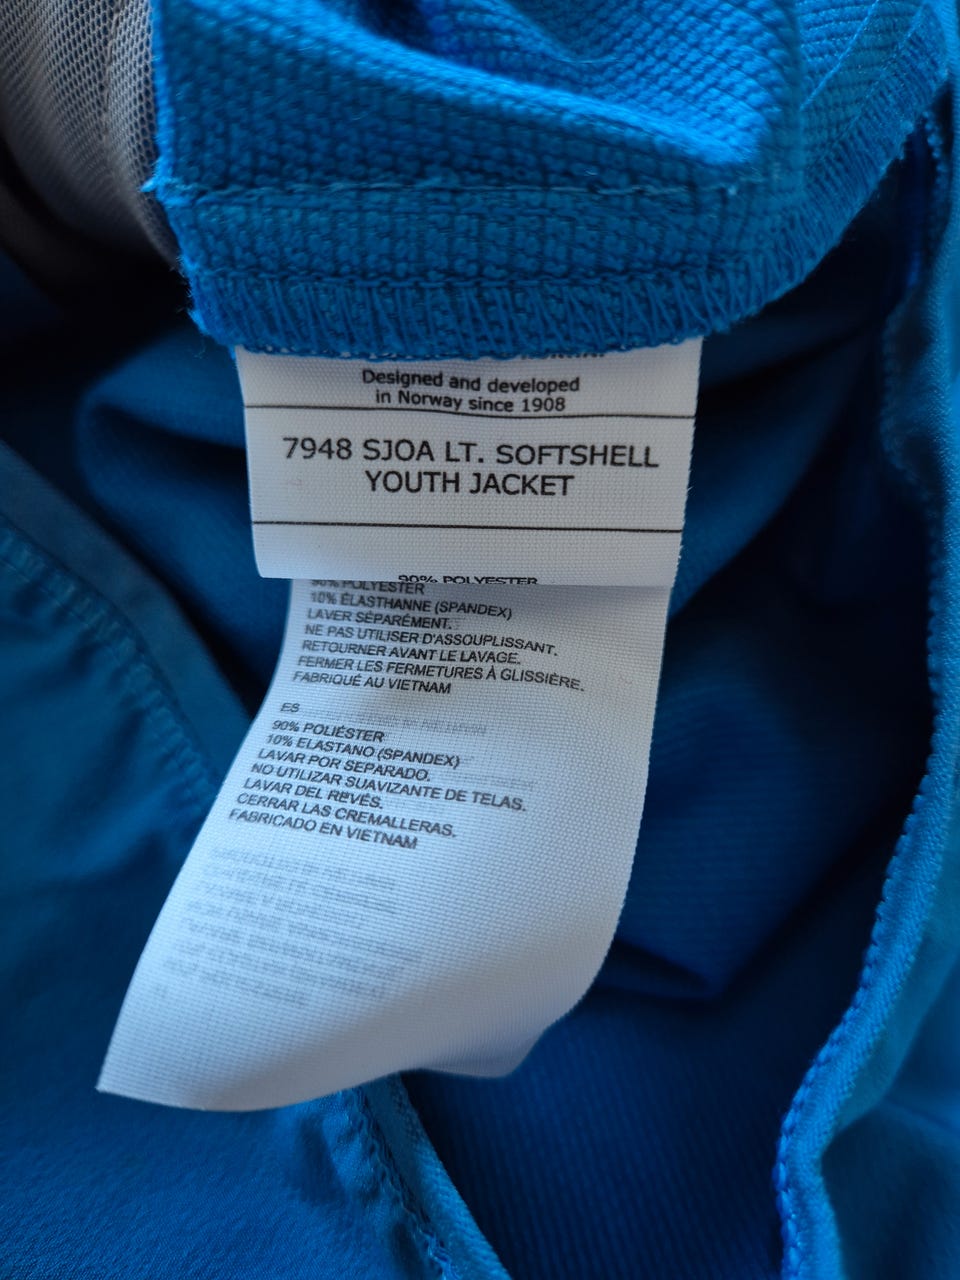 Designed and developed
in Norway since 1908
7948 SJOA LT. SOFTSHELL
YOUTH JACKET
90% POLYESTER
90% POLYESTER
10% ÉLASTHANNE (SPANDEX)
LAVER SÉPARÉMENT.
NE PAS UTILISER D'ASSOUPLISSANT.
RETOURNER AVANT LE LAVAGE.
FERMER LES FERMETURES À GLISSIÈRE.
FABRIQUÉ AU VIETNAM
ES
90% POLIÉSTER
10% ELASTANO (SPANDEX)
LAVAR POR SEPARADO.
NO UTILIZAR SUAVIZANTE DE TELAS.
LAVAR DEL REVÉS.
CERRAR LAS CREMALLERAS.
FABRICADO EN VIETNAM